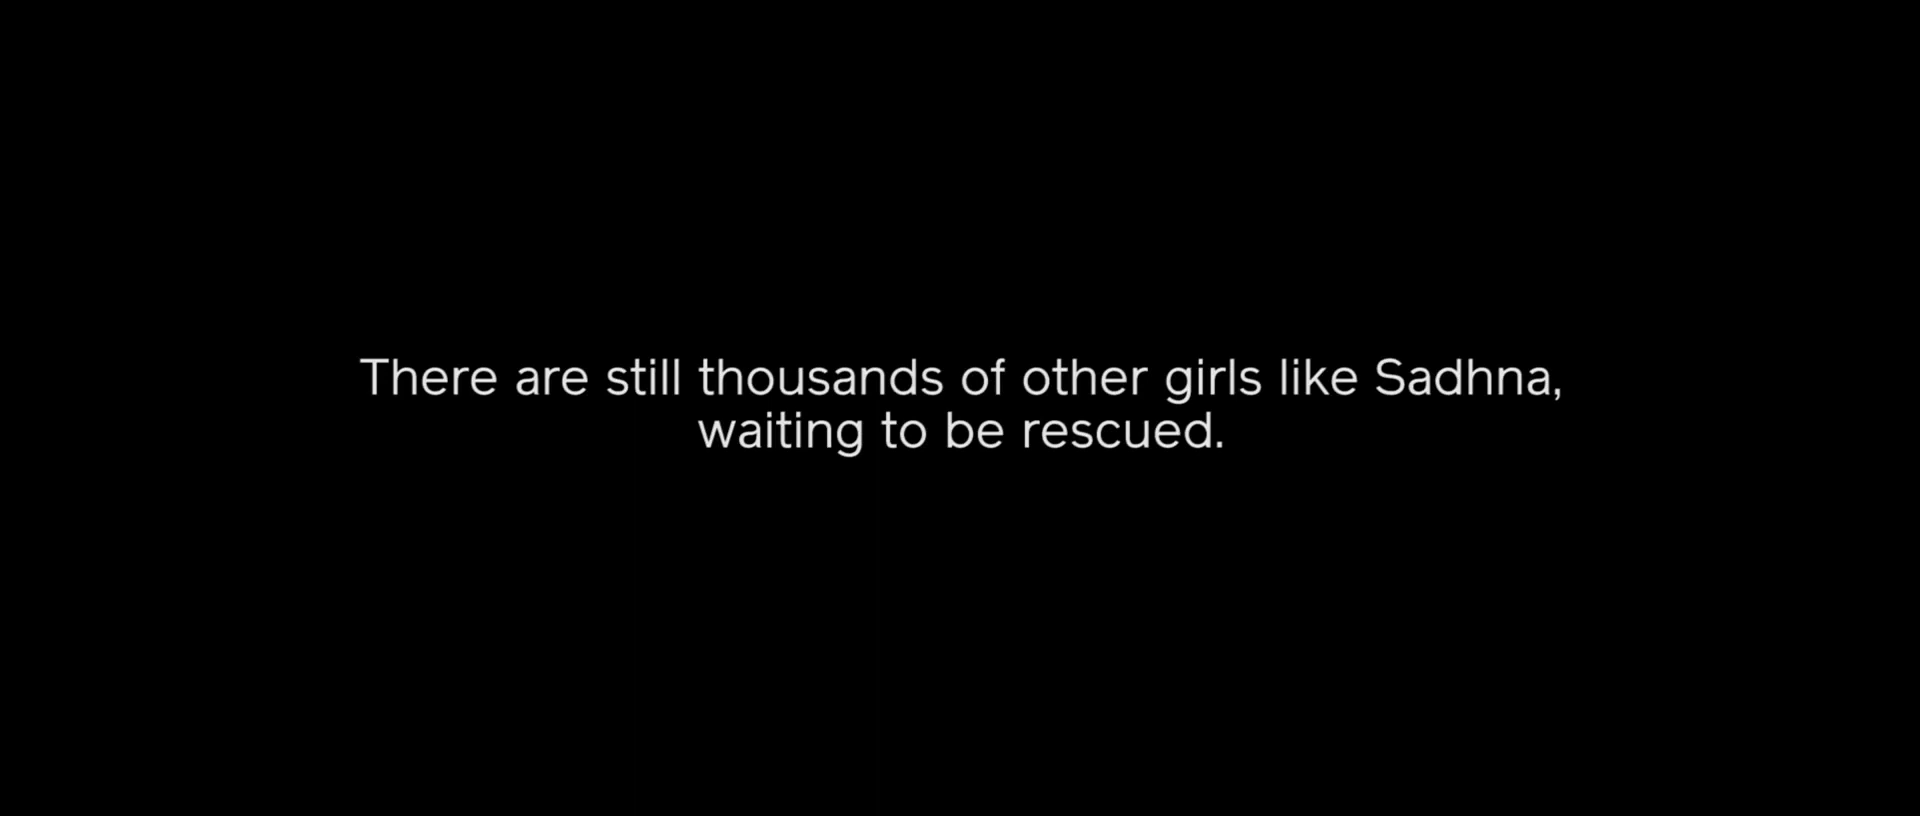 There are still thousands of other girls like Sadhna,
waiting to be rescued.